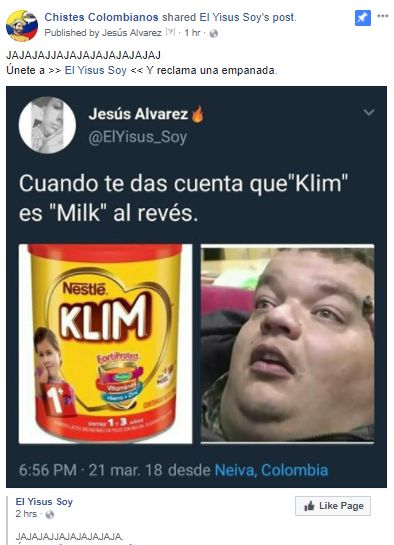 Chistes Colombianos shared El Yisus Soy's post.
Published by Jesús Alvarez [?] · 1 hr ·
JAJAJAJJAJAJAJAJAJAJAJAJ
Únete a >> El Yisus Soy << Y reclama una empanada.
Jesús Alvarez
@ElYisus_Soy
Cuando te das cuenta que"Klim"
es "Milk" al revés.
Nestlé.
KLIM
FortiProtect
Vitaminas
Hierro + Zinc
1+
ENTRE 1 - 3 AÑOS
6:56 PM · 21 mar. 18 desde Neiva, Colombia
El Yisus Soy
2 hrs ·
Like Page
JAJAJAJJAJAJAJAJAJA.